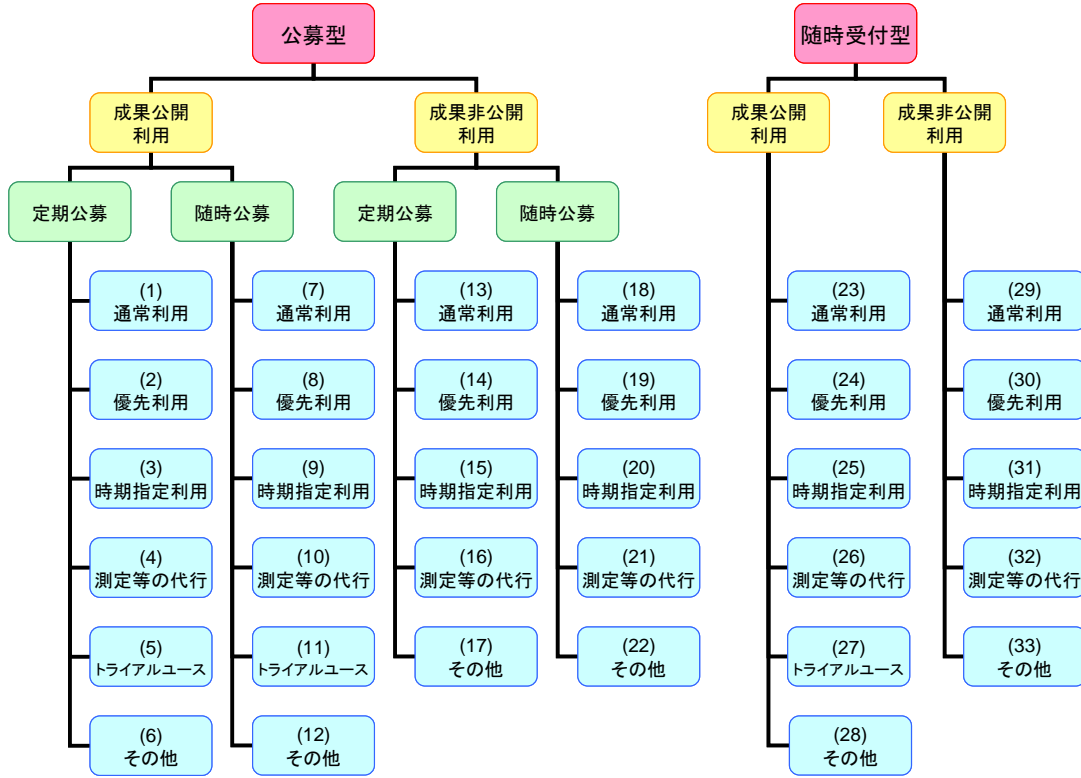 公募型
随時受付型
成果公開
利用
成果非公開
利用
成果公開
利用
成果非公開
利用
定期公募
随時公募
定期公募
随時公募
(1)
通常利用
(2)
優先利用
(3)
時期指定利用
(4)
測定等の代行
(5)
トライアルユース
(6)
その他
(7)
通常利用
(8)
優先利用
(9)
時期指定利用
(10)
測定等の代行
(11)
トライアルユース
(12)
その他
(13)
通常利用
(14)
優先利用
(15)
時期指定利用
(16)
測定等の代行
(17)
その他
(18)
通常利用
(19)
優先利用
(20)
時期指定利用
(21)
測定等の代行
(22)
その他
(23)
通常利用
(24)
優先利用
(25)
時期指定利用
(26)
測定等の代行
(27)
トライアルユース
(28)
その他
(29)
通常利用
(30)
優先利用
(31)
時期指定利用
(32)
測定等の代行
(33)
その他